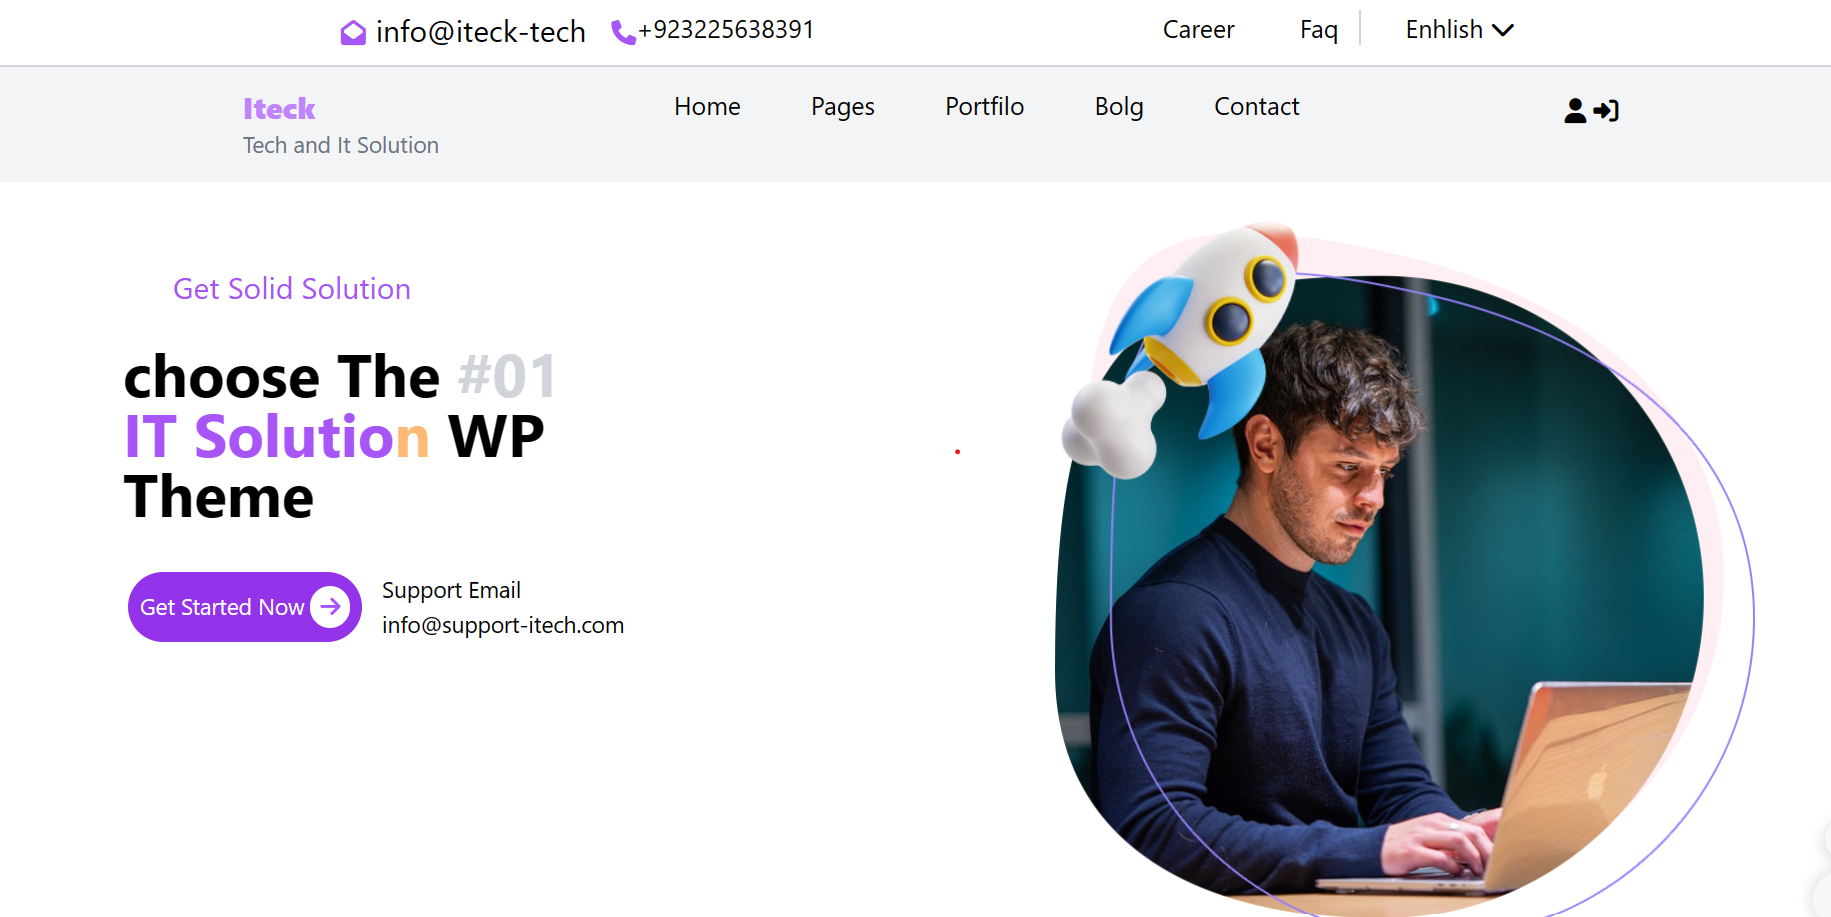 info@iteck-tech +923225638391 Career Faq Enhlish
Iteck Home Pages Portfilo Bolg Contact
Tech and It Solution
Get Solid Solution
choose The #01
IT Solution WP
Theme
Get Started Now
Support Email
info@support-itech.com